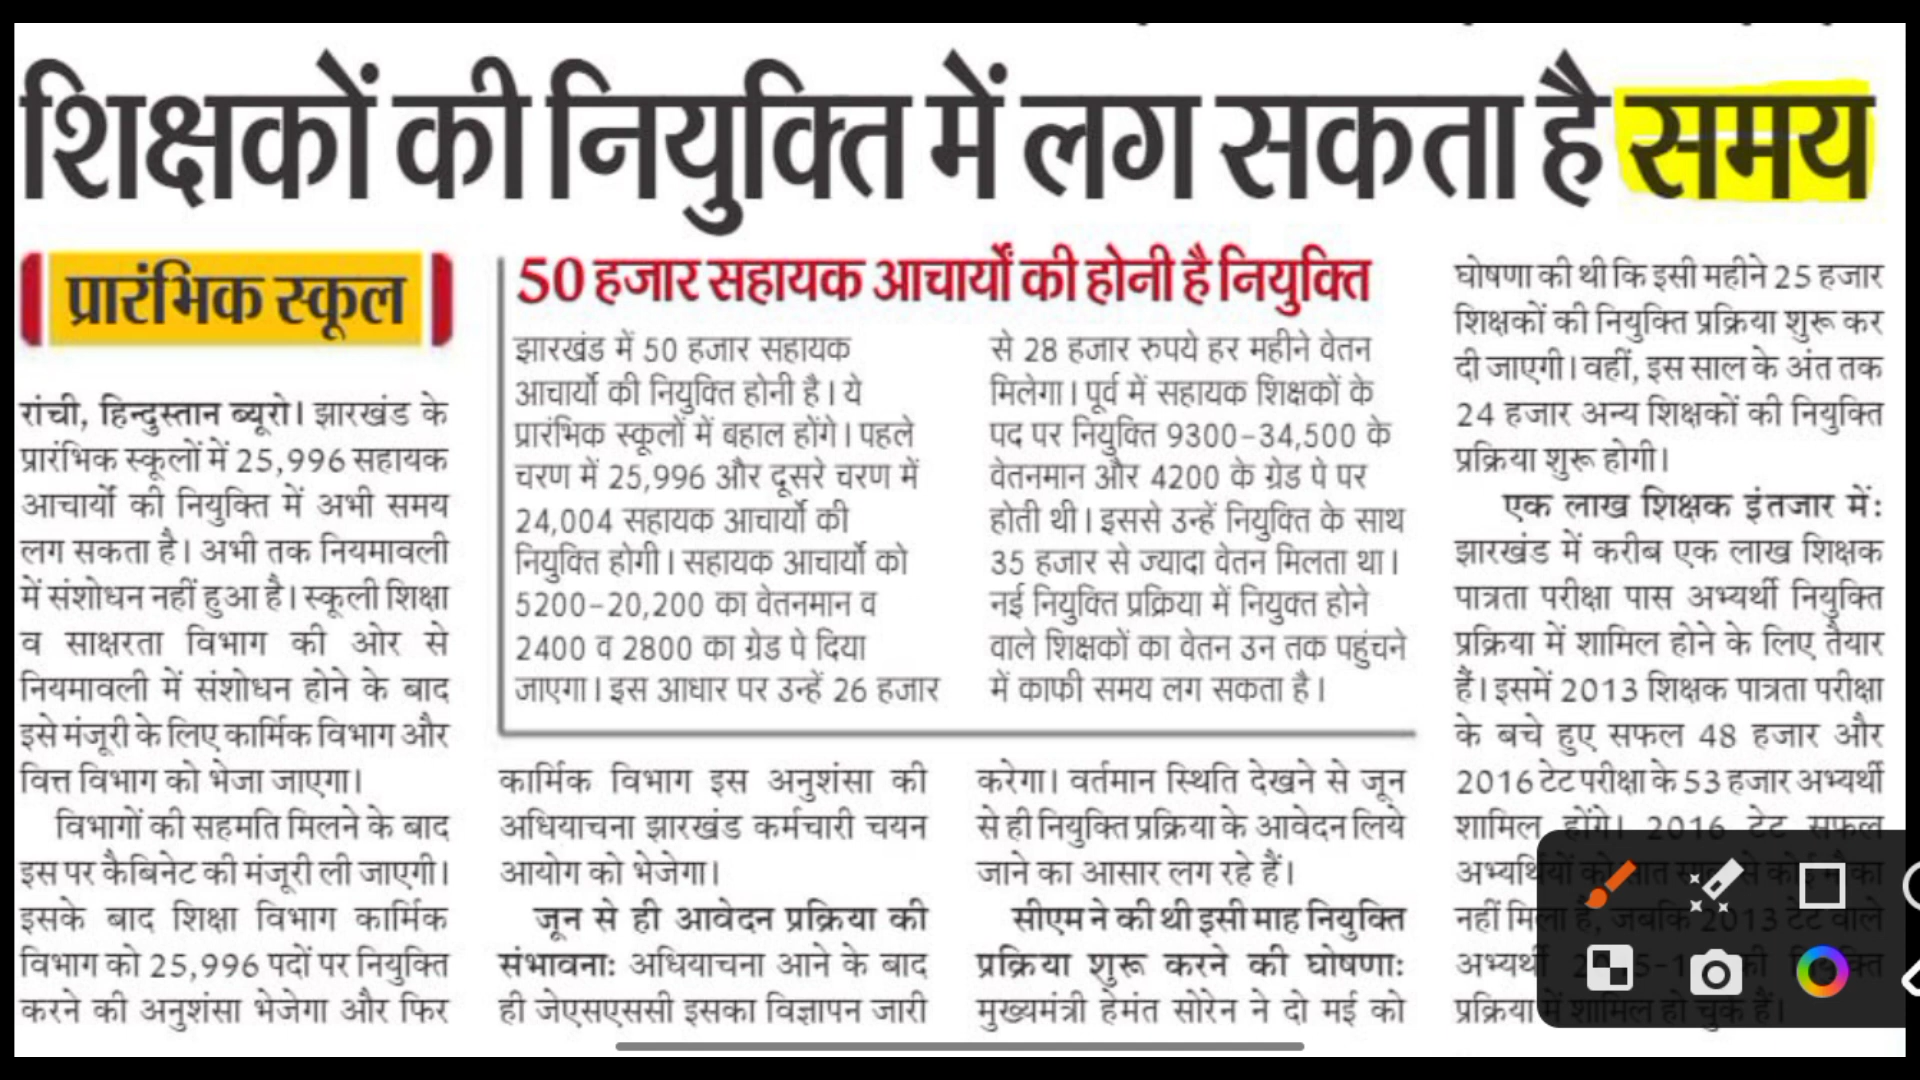 शिक्षकों की नियुक्ति में लग सकता है समय
प्रारंभिक स्कूल
रांची, हिन्दुस्तान ब्यूरो। झारखंड के
प्रारंभिक स्कूलों में 25,996 सहायक
आचार्यों की नियुक्ति में अभी समय
लग सकता है। अभी तक नियमावली
में संशोधन नहीं हुआ है। स्कूली शिक्षा
व साक्षरता विभाग की ओर से
नियमावली में संशोधन होने के बाद
इसे मंजूरी के लिए कार्मिक विभाग और
वित्त विभाग को भेजा जाएगा।
विभागों की सहमति मिलने के बाद
इस पर कैबिनेट की मंजूरी ली जाएगी।
इसके बाद शिक्षा विभाग कार्मिक
विभाग को 25,996 पदों पर नियुक्ति
करने की अनुशंसा भेजेगा और फिर
50 हजार सहायक आचार्यों की होनी है नियुक्ति
झारखंड में 50 हजार सहायक
आचार्यो की नियुक्ति होनी है। ये
प्रारंभिक स्कूलों में बहाल होंगे। पहले
चरण में 25,996 और दूसरे चरण में
24,004 सहायक आचार्यो की
नियुक्ति होगी। सहायक आचार्यो को
5200-20,200 का वेतनमान व
2400 व 2800 का ग्रेड पे दिया
जाएगा। इस आधार पर उन्हें 26 हजार
से 28 हजार रुपये हर महीने वेतन
मिलेगा। पूर्व में सहायक शिक्षकों के
पद पर नियुक्ति 9300-34,500 के
वेतनमान और 4200 के ग्रेड पे पर
होती थी। इससे उन्हें नियुक्ति के साथ
35 हजार से ज्यादा वेतन मिलता था।
नई नियुक्ति प्रक्रिया में नियुक्त होने
वाले शिक्षकों का वेतन उन तक पहुंचने
में काफी समय लग सकता है।
कार्मिक विभाग इस अनुशंसा की
अधियाचना झारखंड कर्मचारी चयन
आयोग को भेजेगा।
जून से ही आवेदन प्रक्रिया की
संभावना: अधियाचना आने के बाद
ही जेएसएससी इसका विज्ञापन जारी
करेगा। वर्तमान स्थिति देखने से जून
से ही नियुक्ति प्रक्रिया के आवेदन लिये
जाने का आसार लग रहे हैं।
सीएम ने की थी इसी माह नियुक्ति
प्रक्रिया शुरू करने की घोषणा:
मुख्यमंत्री हेमंत सोरेन ने दो मई को
घोषणा की थी कि इसी महीने 25 हजार
शिक्षकों की नियुक्ति प्रक्रिया शुरू कर
दी जाएगी। वहीं, इस साल के अंत तक
24 हजार अन्य शिक्षकों की नियुक्ति
प्रक्रिया शुरू होगी।
एक लाख शिक्षक इंतजार में:
झारखंड में करीब एक लाख शिक्षक
पात्रता परीक्षा पास अभ्यर्थी नियुक्ति
प्रक्रिया में शामिल होने के लिए तैयार
हैं। इसमें 2013 शिक्षक पात्रता परीक्षा
के बचे हुए सफल 48 हजार और
2016 टेट परीक्षा के 53 हजार अभ्यर्थी
शामिल होंगे। 2016 टेट सफल
अभ्यर्थियों को सात साल से कोई मौका
नहीं मिला है, जबकि 2013 टेट वाले
अभ्यर्थी की नियुक्ति
प्रक्रिया में शामिल हो चुके हैं।